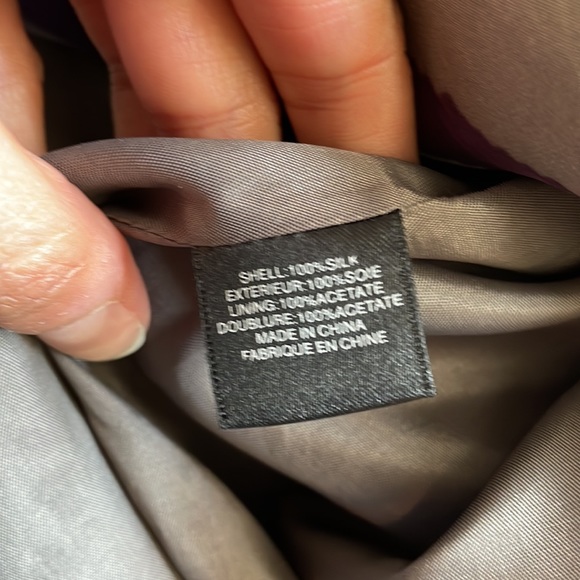 SHELL:100%SILK
EXTERIEUR:100%SOIE
LINING:100%ACETATE
DOUBLURE:100%ACETATE
MADE IN CHINA
FABRIQUE EN CHINE